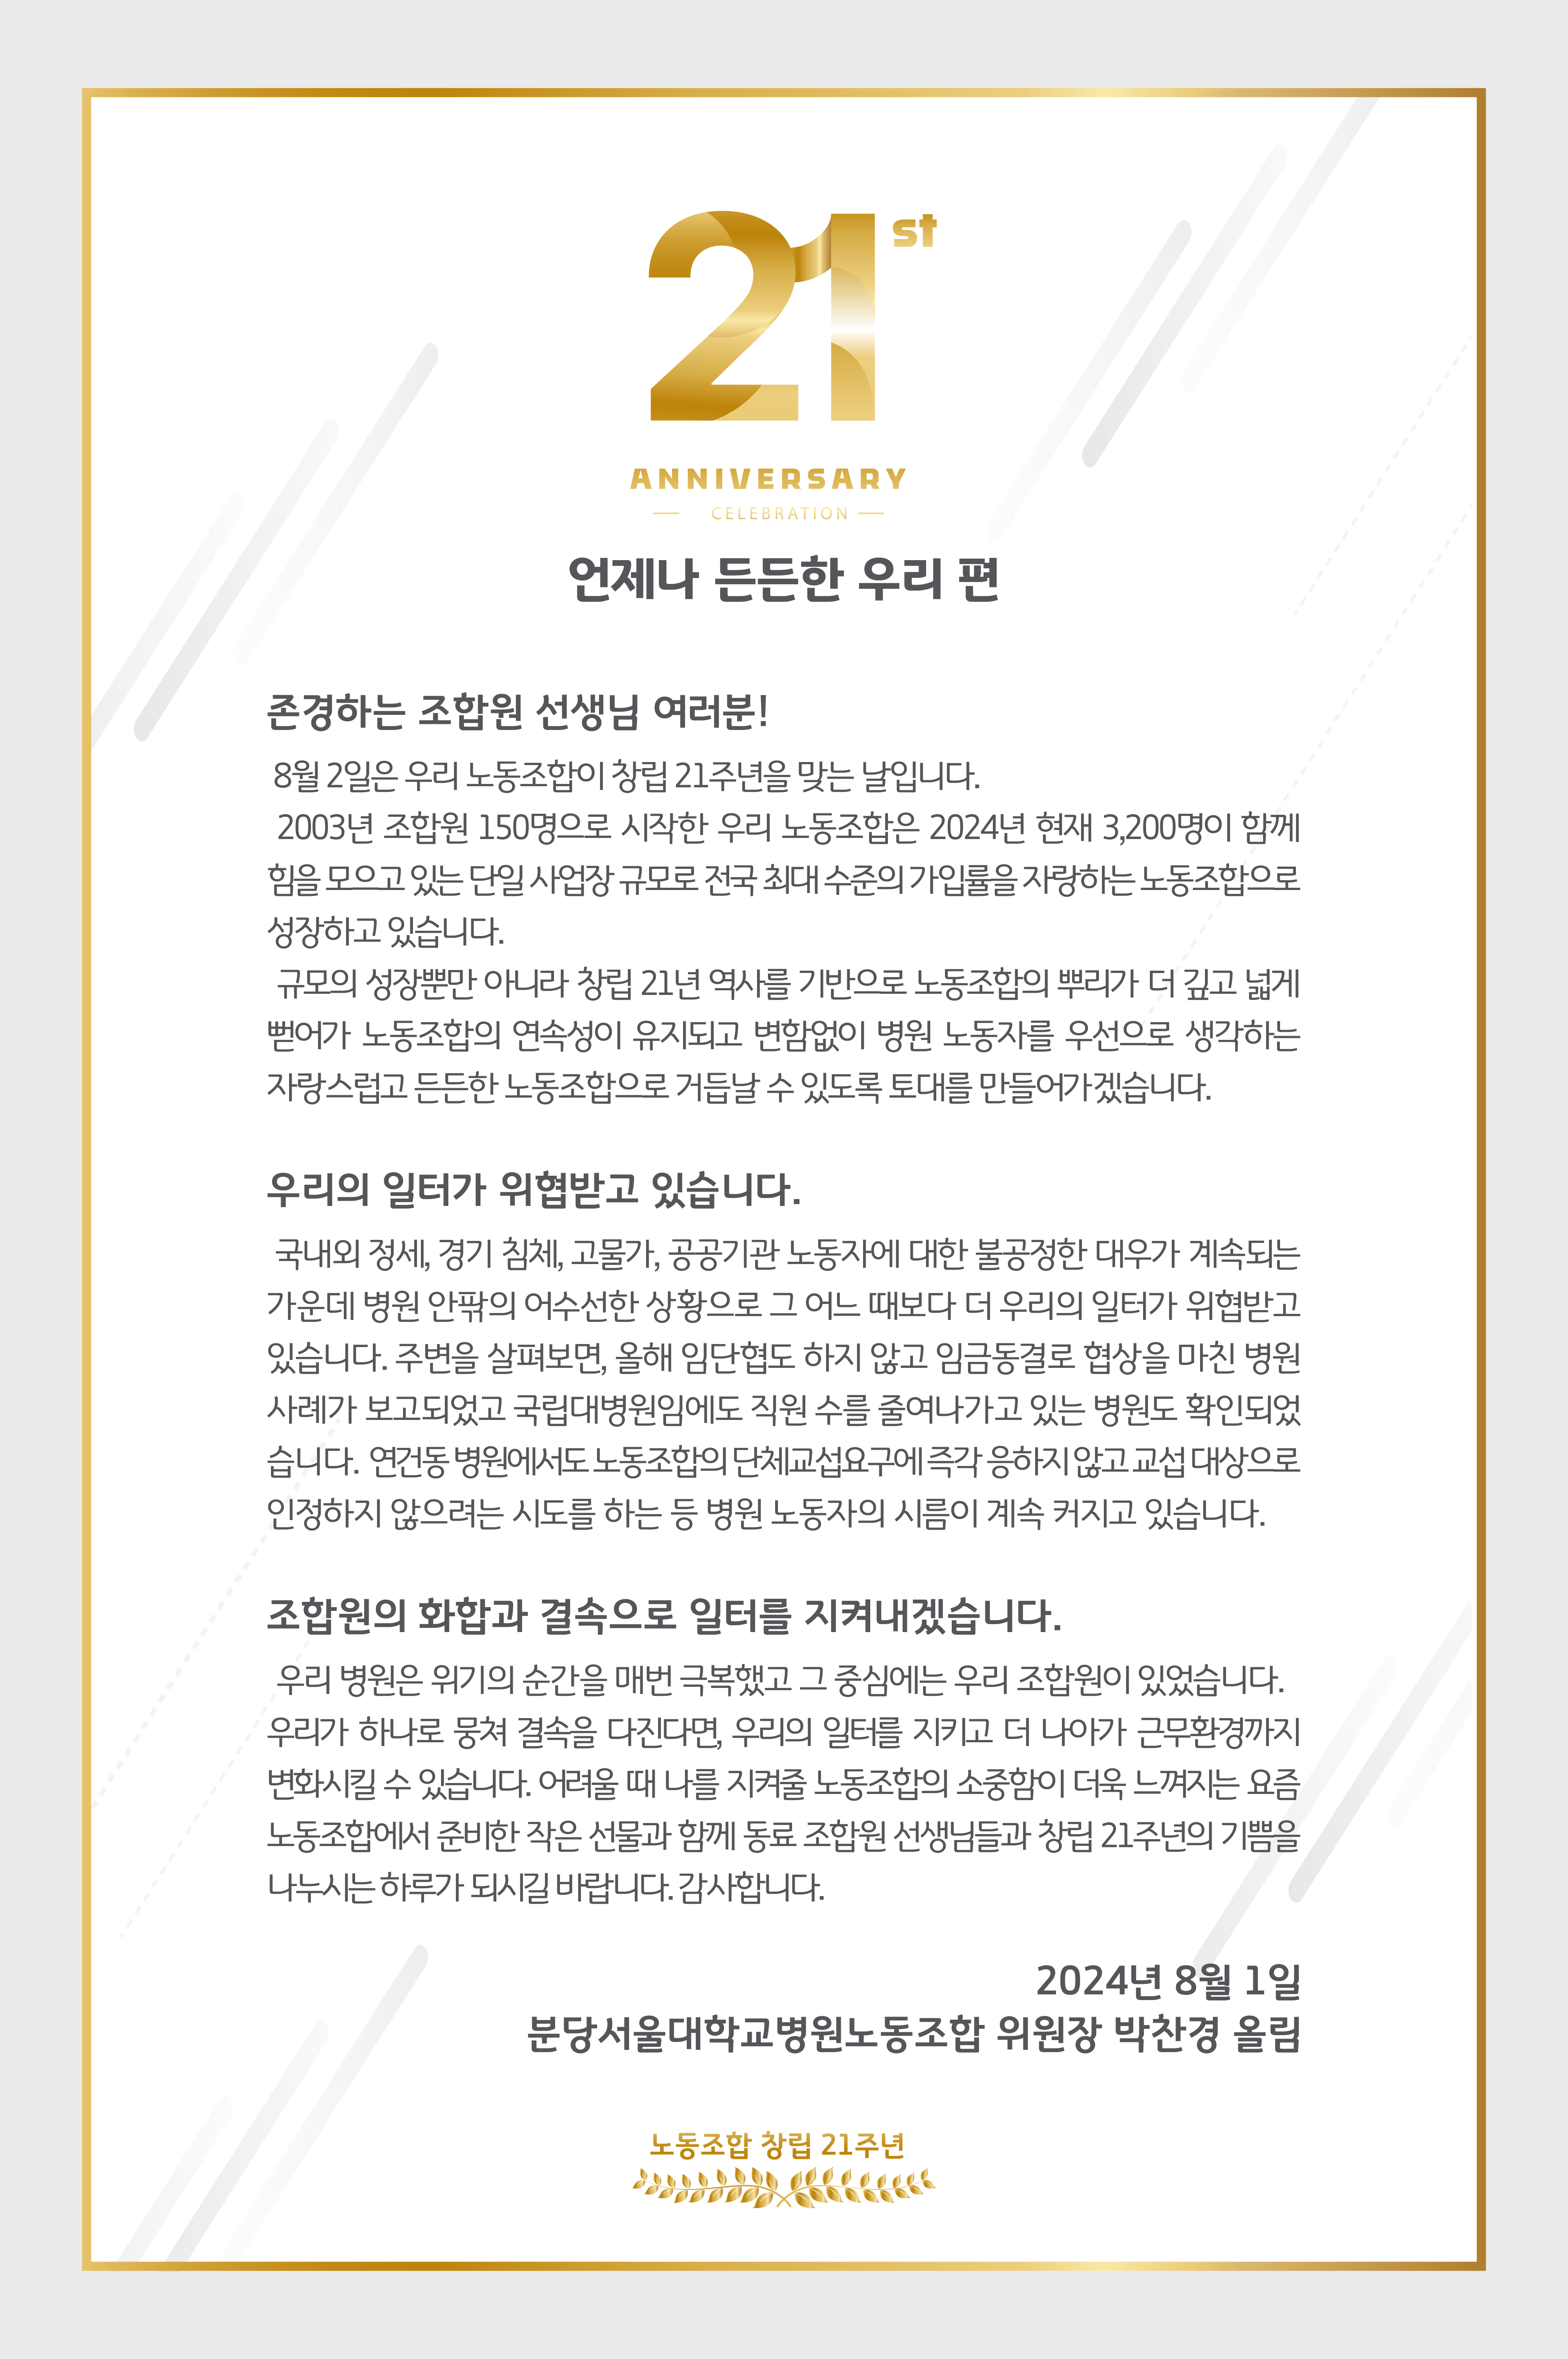 21st
ANNIVERSARY
CELEBRATION
언제나 든든한 우리 편
존경하는 조합원 선생님 여러분!
8월 2일은 우리 노동조합이 창립 21주년을 맞는 날입니다.
2003년 조합원 150명으로 시작한 우리 노동조합은 2024년 현재 3,200명이 함께
힘을 모으고 있는 단일 사업장 규모로 전국 최대 수준의 가입률을 자랑하는 노동조합으로
성장하고 있습니다.
규모의 성장뿐만 아니라 창립 21년 역사를 기반으로 노동조합의 뿌리가 더 깊고 넓게
뻗어가 노동조합의 연속성이 유지되고 변함없이 병원 노동자를 우선으로 생각하는
자랑스럽고 든든한 노동조합으로 거듭날 수 있도록 토대를 만들어가겠습니다.
우리의 일터가 위협받고 있습니다.
국내외 정세, 경기 침체, 고물가, 공공기관 노동자에 대한 불공정한 대우가 계속되는
가운데 병원 안팎의 어수선한 상황으로 그 어느 때보다 더 우리의 일터가 위협받고
있습니다. 주변을 살펴보면, 올해 임단협도 하지 않고 임금동결로 협상을 마친 병원
사례가 보고되었고 국립대병원임에도 직원 수를 줄여나가고 있는 병원도 확인되었
습니다. 연건동 병원에서도 노동조합의 단체교섭요구에 즉각 응하지 않고 교섭 대상으로
인정하지 않으려는 시도를 하는 등 병원 노동자의 시름이 계속 커지고 있습니다.
조합원의 화합과 결속으로 일터를 지켜내겠습니다.
우리 병원은 위기의 순간을 매번 극복했고 그 중심에는 우리 조합원이 있었습니다.
우리가 하나로 뭉쳐 결속을 다진다면, 우리의 일터를 지키고 더 나아가 근무환경까지
변화시킬 수 있습니다. 어려울 때 나를 지켜줄 노동조합의 소중함이 더욱 느껴지는 요즘
노동조합에서 준비한 작은 선물과 함께 동료 조합원 선생님들과 창립 21주년의 기쁨을
나누시는 하루가 되시길 바랍니다. 감사합니다.
2024년 8월 1일
분당서울대학교병원노동조합 위원장 박찬경 올림
노동조합 창립 21주년